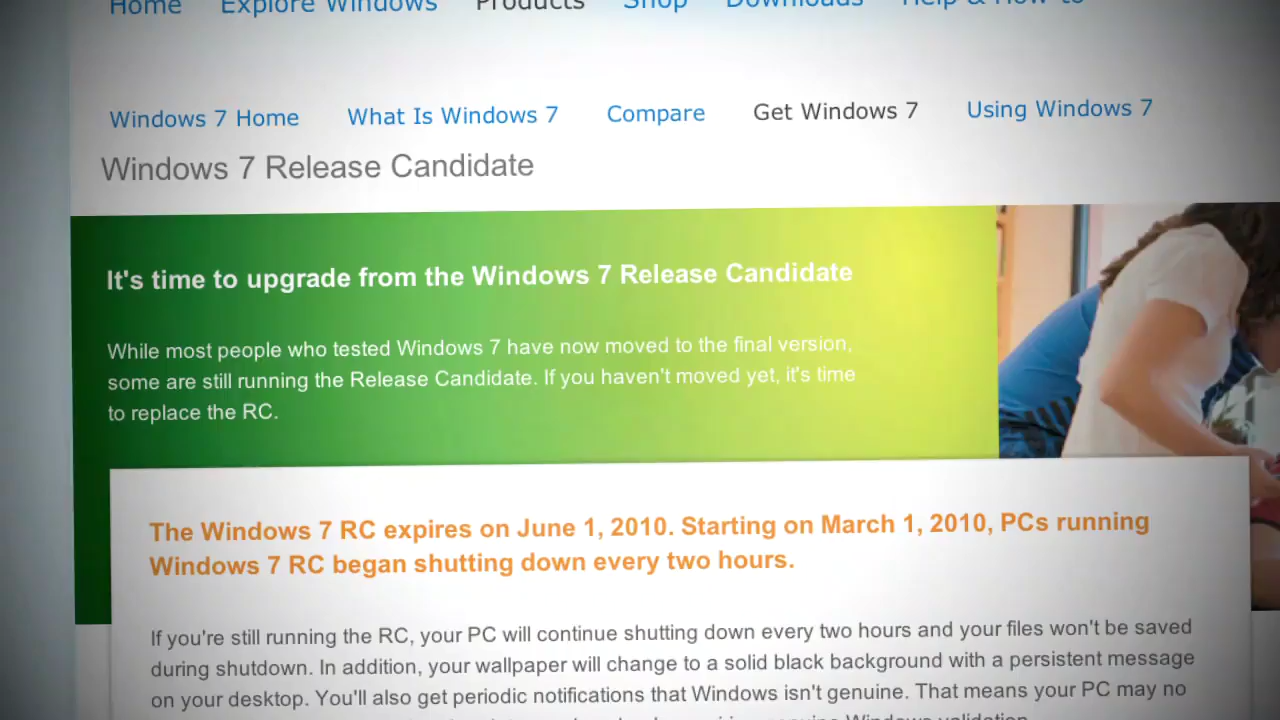 Home Explore Windows Products Shop Downloads Help & How-to
Windows 7 Home What Is Windows 7 Compare Get Windows 7 Using Windows 7
Windows 7 Release Candidate
It's time to upgrade from the Windows 7 Release Candidate
While most people who tested Windows 7 have now moved to the final version,
some are still running the Release Candidate. If you haven't moved yet, it's time
to replace the RC.
The Windows 7 RC expires on June 1, 2010. Starting on March 1, 2010, PCs running
Windows 7 RC began shutting down every two hours.
If you're still running the RC, your PC will continue shutting down every two hours and your files won't be saved
during shutdown. In addition, your wallpaper will change to a solid black background with a persistent message
on your desktop. You'll also get periodic notifications that Windows isn't genuine. That means your PC may no